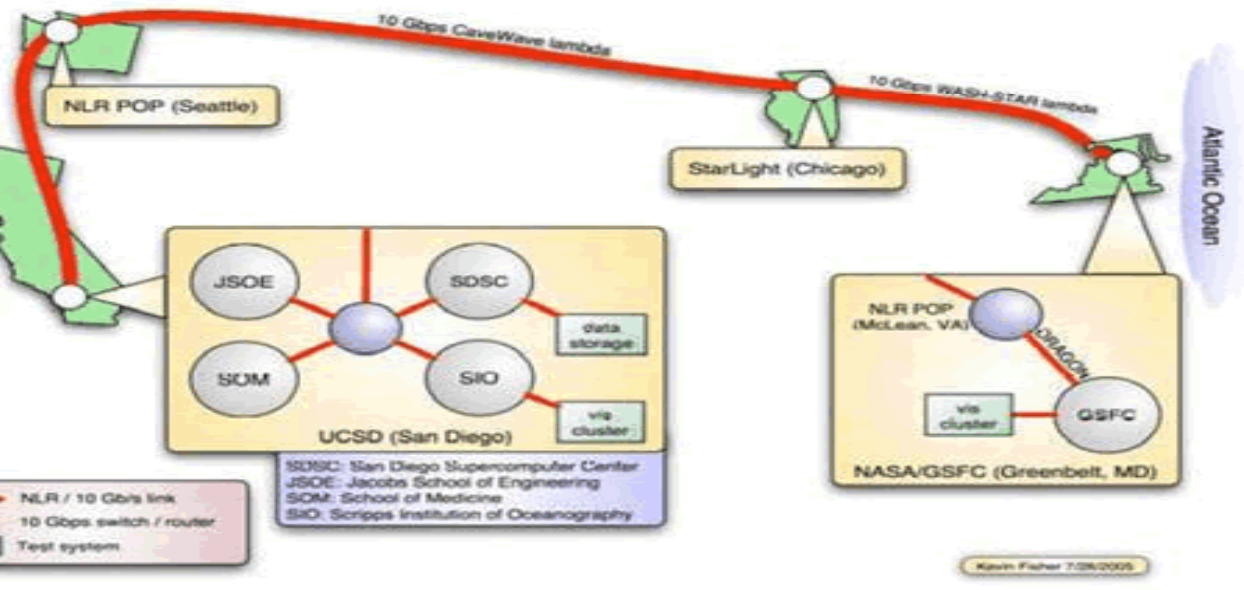 10 Gbps CaveWave lambda
10 Gbps WASH-STAR lambda
NLR POP (Seattle)
StarLight (Chicago)
Atlantic Ocean
JSOE
SDSC
data
storage
SOM
SIO
vis
cluster
UCSD (San Diego)
SDSC: San Diego Supercomputer Center
JSOE: Jacobs School of Engineering
SOM: School of Medicine
SIO: Scripps Institution of Oceanography
NLR POP
(McLean, VA)
DRAGON
vis
cluster
GSFC
NASA/GSFC (Greenbelt, MD)
NLR / 10 Gb/s link
10 Gbps switch / router
Test system
Kevin Fisher 7/28/2005